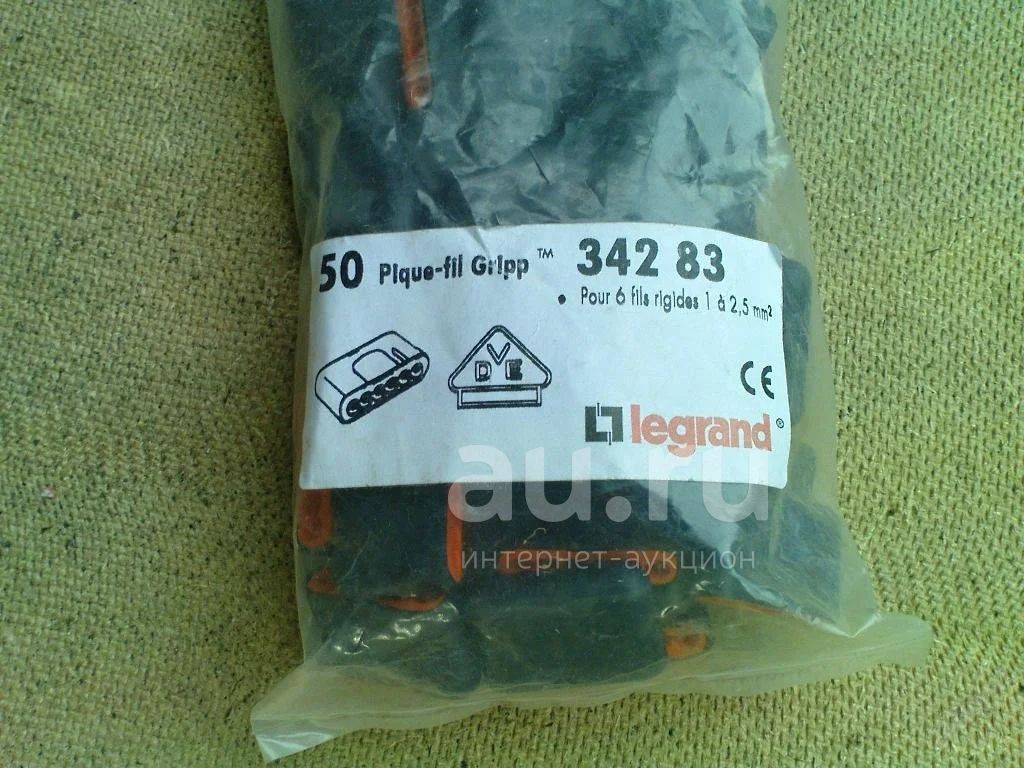 50 Pique-fil Gripp™ 342 83
• Pour 6 fils rigides 1 à 2,5 mm²
V
D E
CE
legrand®
au.ru
интернет-аукцион